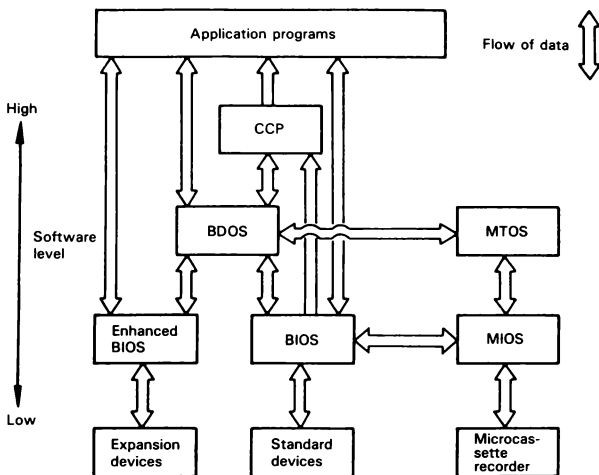 Application programs
Flow of data
High
CCP
Software
level
BDOS
MTOS
Enhanced
BIOS
BIOS
MIOS
Low
Expansion
devices
Standard
devices
Microcas-
sette
recorder